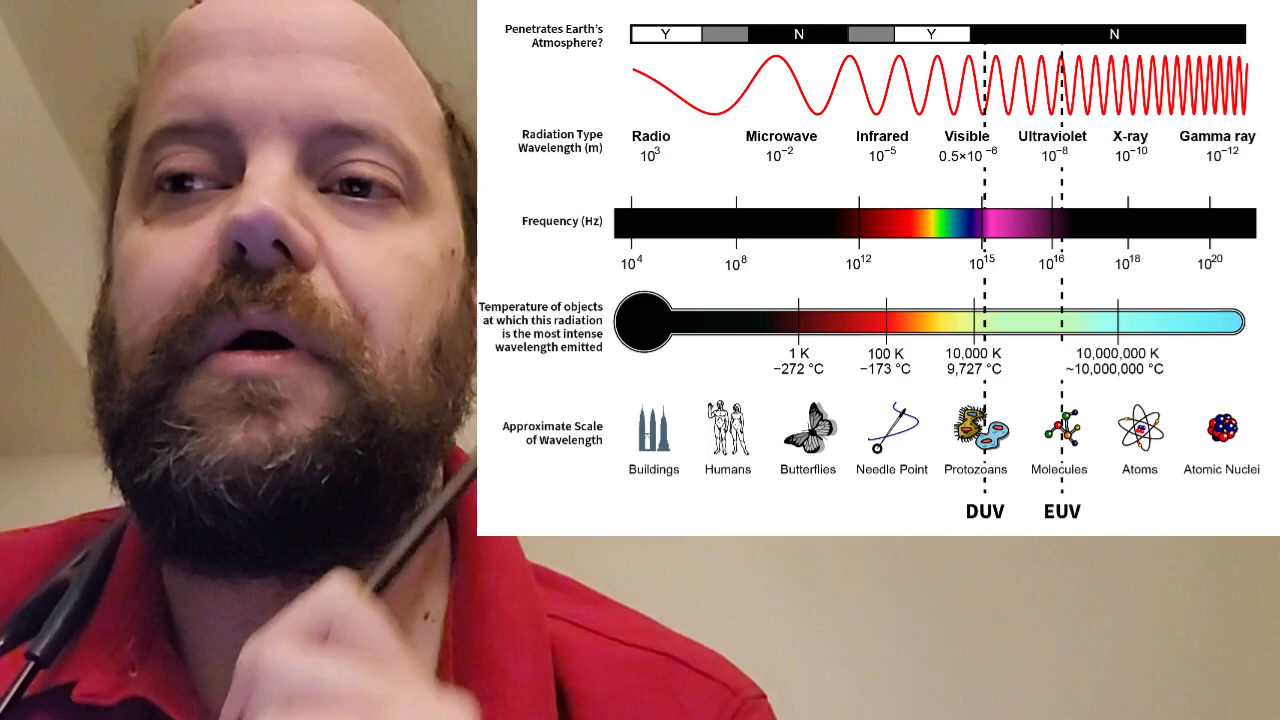 Penetrates Earth's
Atmosphere?
Y N Y N
Radiation Type
Wavelength (m)
Radio Microwave Infrared Visible Ultraviolet X-ray Gamma ray
10³ 10⁻² 10⁻⁵ 0.5×10⁻⁶ 10⁻⁸ 10⁻¹⁰ 10⁻¹²
Frequency (Hz)
10⁴ 10⁸ 10¹² 10¹⁵ 10¹⁶ 10¹⁸ 10²⁰
Temperature of objects
at which this radiation
is the most intense
wavelength emitted
1 K 100 K 10,000 K 10,000,000 K
−272 °C −173 °C 9,727 °C ~10,000,000 °C
Approximate Scale
of Wavelength
Buildings Humans Butterflies Needle Point Protozoans Molecules Atoms Atomic Nuclei
DUV EUV